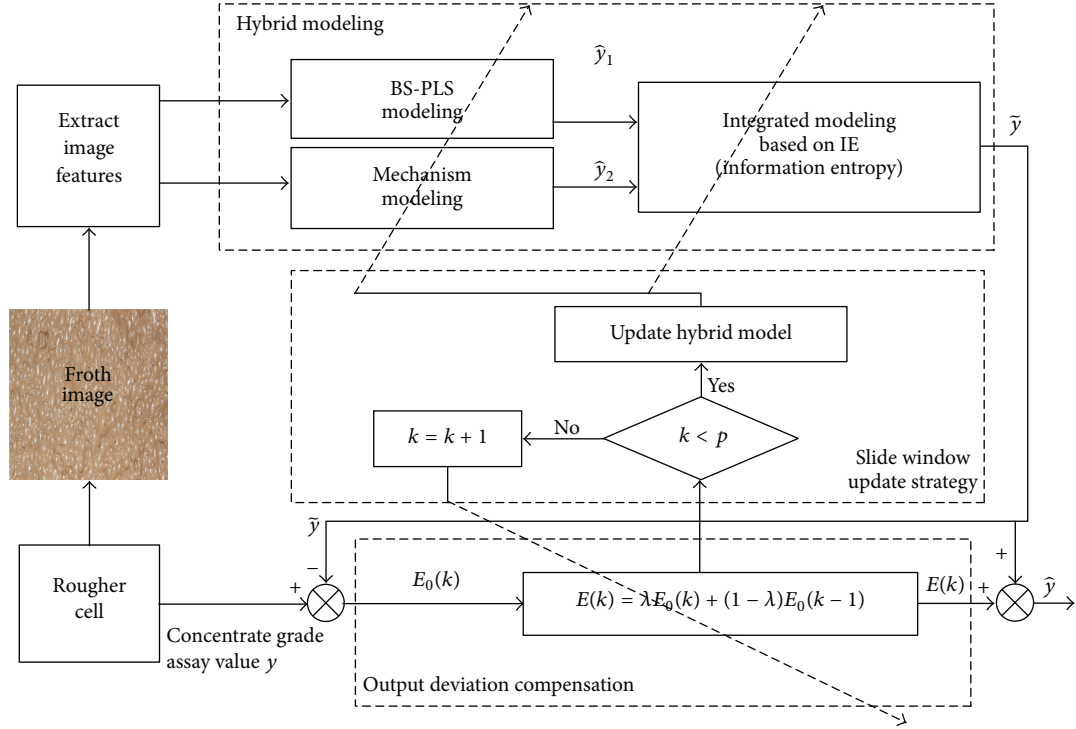 Hybrid modeling
Extract
image
features
BS-PLS
modeling
ŷ₁
Mechanism
modeling
ŷ₂
Integrated modeling
based on IE
(information entropy)
ỹ
Froth
image
Update hybrid model
Yes
k < p
No
k = k + 1
Slide window
update strategy
ỹ
−
+
Rougher
cell
Concentrate grade
assay value y
+
E₀(k)
E(k) = λE₀(k) + (1 − λ)E₀(k − 1)
E(k)
+
ŷ
Output deviation compensation